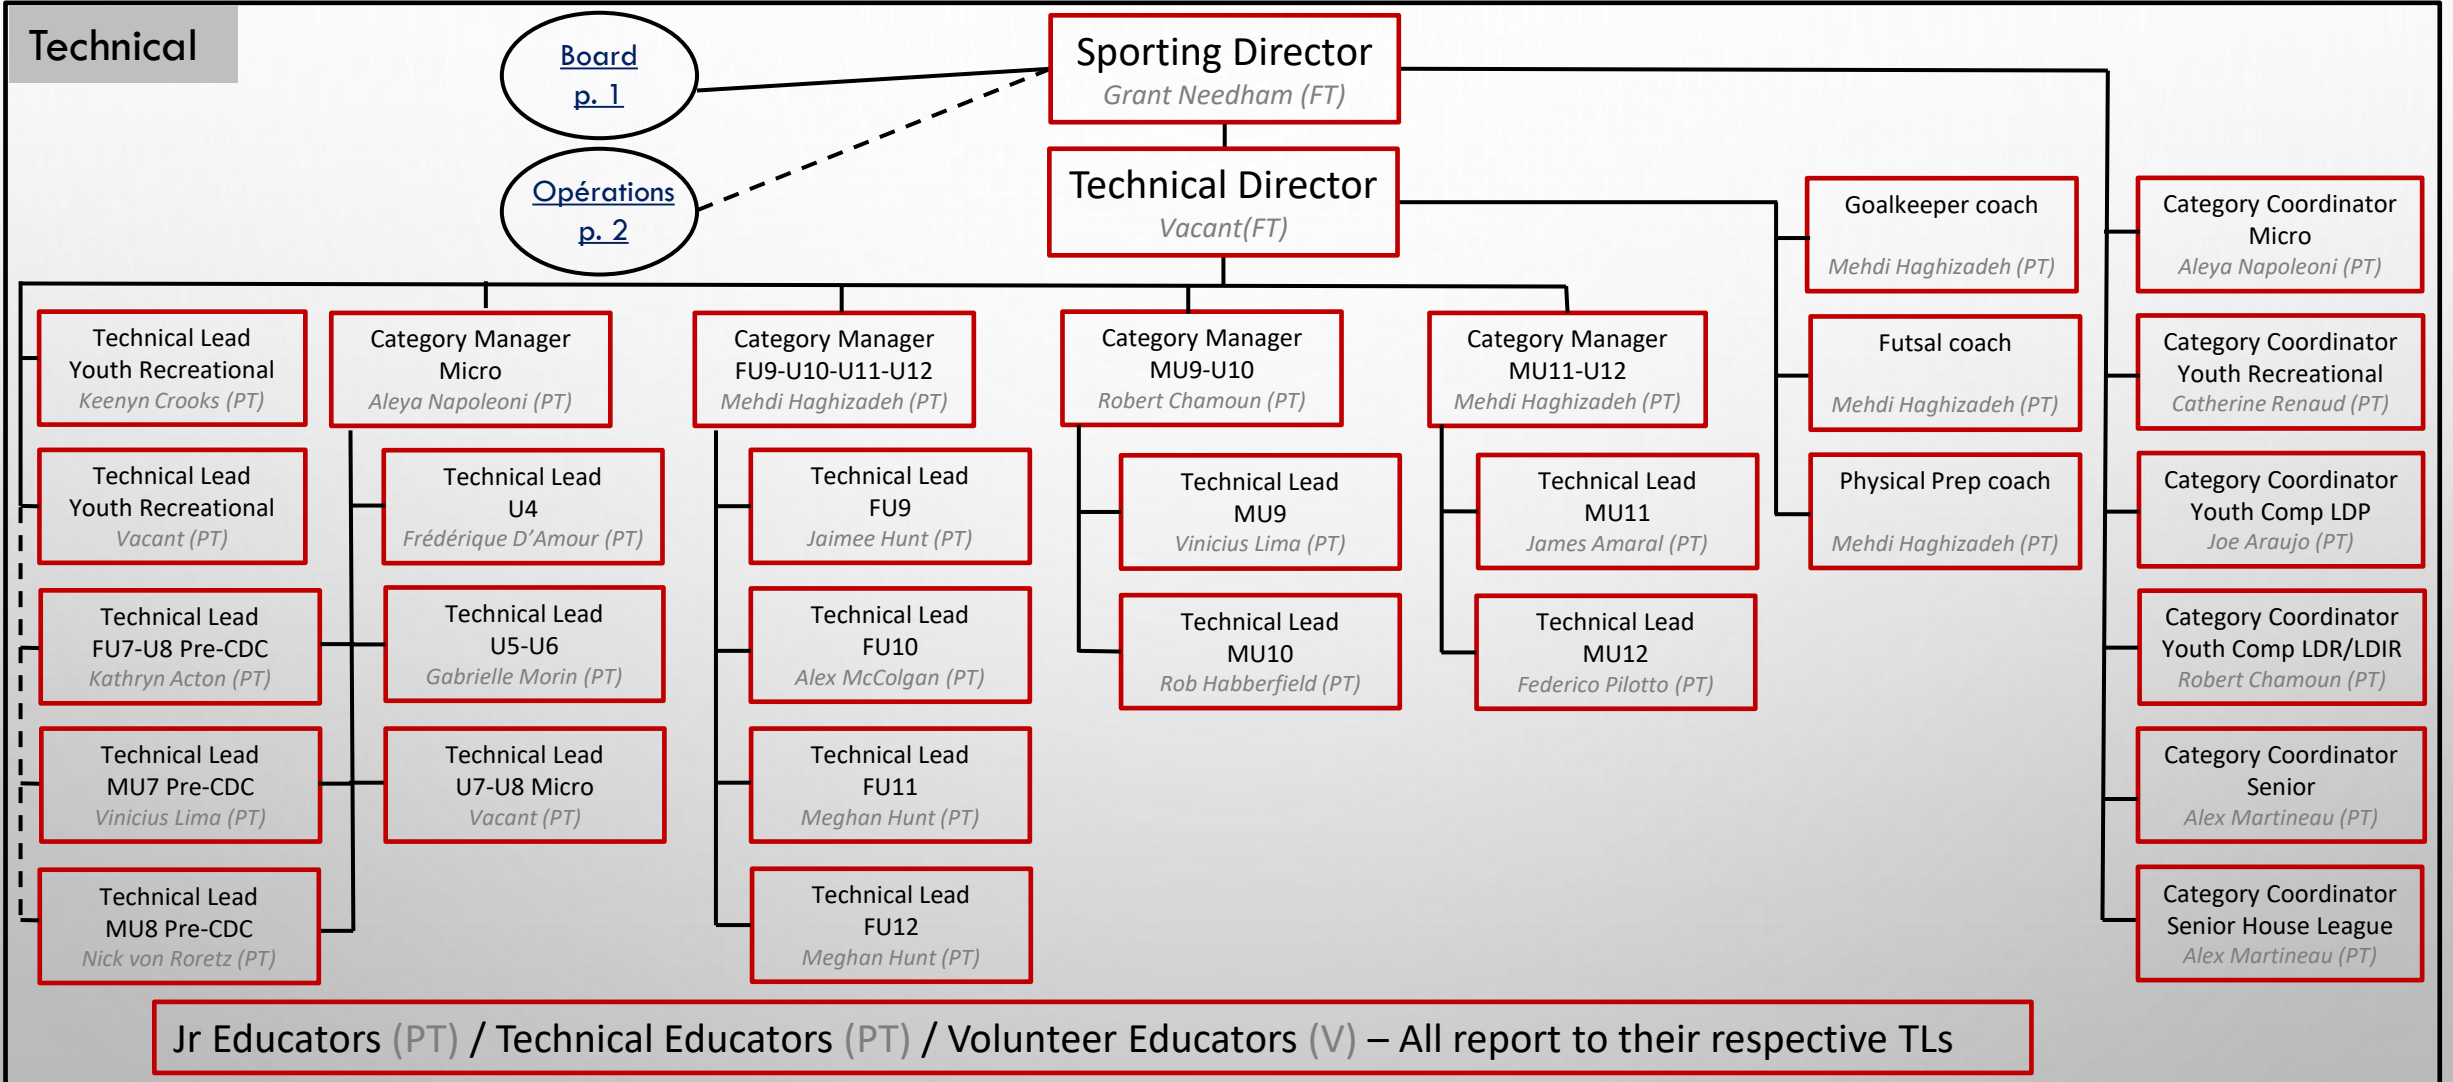 Technical
Board
p. 1
Opérations
p. 2
Sporting Director
Grant Needham (FT)
Technical Director
Vacant(FT)
Technical Lead
Youth Recreational
Keenyn Crooks (PT)
Technical Lead
Youth Recreational
Vacant (PT)
Technical Lead
FU7-U8 Pre-CDC
Kathryn Acton (PT)
Technical Lead
MU7 Pre-CDC
Vinicius Lima (PT)
Technical Lead
MU8 Pre-CDC
Nick von Roretz (PT)
Category Manager
Micro
Aleya Napoleoni (PT)
Technical Lead
U4
Frédérique D’Amour (PT)
Technical Lead
U5-U6
Gabrielle Morin (PT)
Technical Lead
U7-U8 Micro
Vacant (PT)
Category Manager
FU9-U10-U11-U12
Mehdi Haghizadeh (PT)
Technical Lead
FU9
Jaimee Hunt (PT)
Technical Lead
FU10
Alex McColgan (PT)
Technical Lead
FU11
Meghan Hunt (PT)
Technical Lead
FU12
Meghan Hunt (PT)
Category Manager
MU9-U10
Robert Chamoun (PT)
Technical Lead
MU9
Vinicius Lima (PT)
Technical Lead
MU10
Rob Habberfield (PT)
Category Manager
MU11-U12
Mehdi Haghizadeh (PT)
Technical Lead
MU11
James Amaral (PT)
Technical Lead
MU12
Federico Pilotto (PT)
Goalkeeper coach
Mehdi Haghizadeh (PT)
Futsal coach
Mehdi Haghizadeh (PT)
Physical Prep coach
Mehdi Haghizadeh (PT)
Category Coordinator
Micro
Aleya Napoleoni (PT)
Category Coordinator
Youth Recreational
Catherine Renaud (PT)
Category Coordinator
Youth Comp LDP
Joe Araujo (PT)
Category Coordinator
Youth Comp LDR/LDIR
Robert Chamoun (PT)
Category Coordinator
Senior
Alex Martineau (PT)
Category Coordinator
Senior House League
Alex Martineau (PT)
Jr Educators (PT) / Technical Educators (PT) / Volunteer Educators (V) – All report to their respective TLs